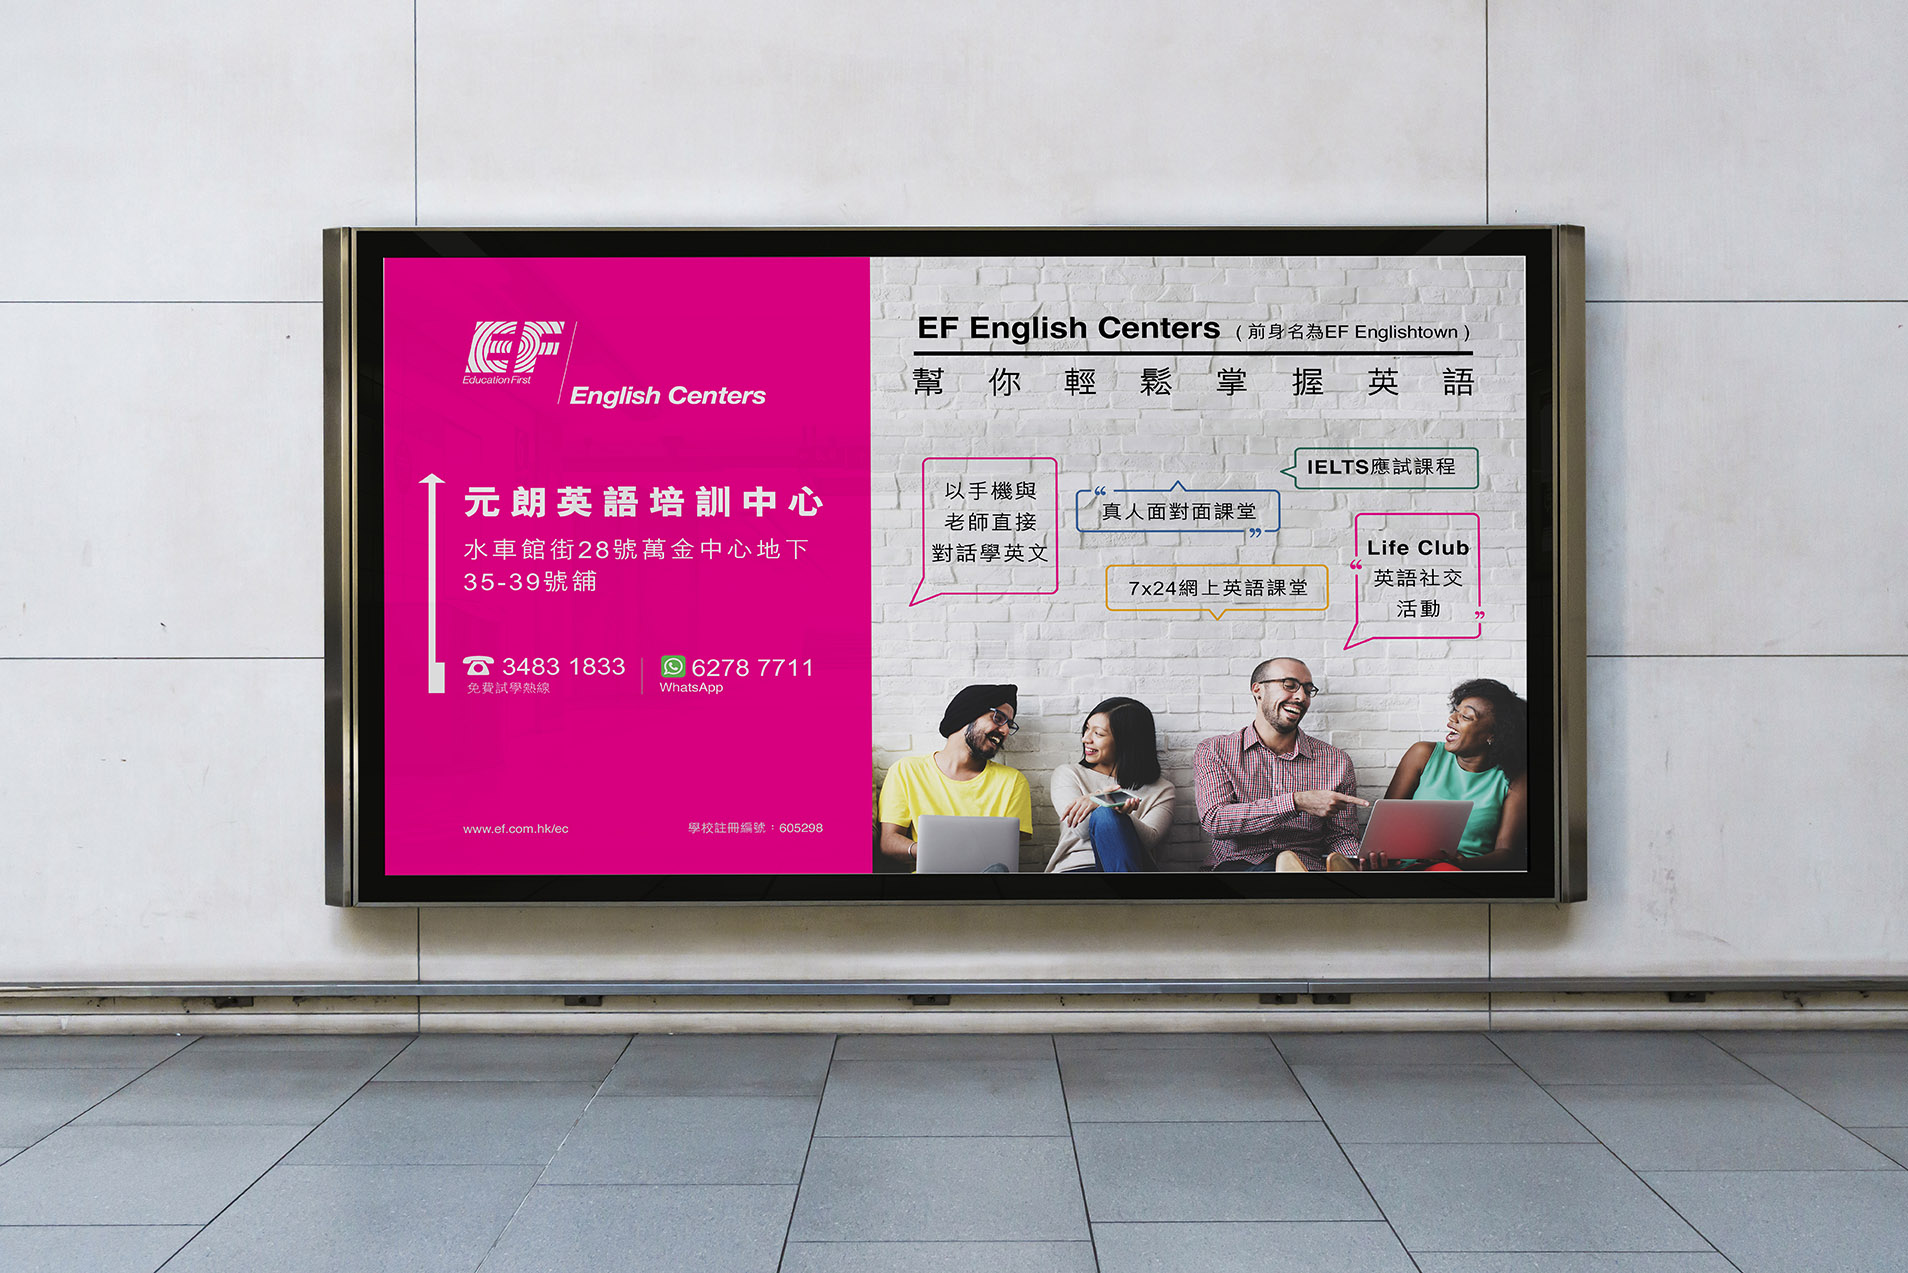 EF
Education First
English Centers
元朗英語培訓中心
水車館街28號萬金中心地下
35-39號舖
3483 1833
免費試學熱線
6278 7711
WhatsApp
www.ef.com.hk/ec
學校註冊編號：605298
EF English Centers（前身名為EF Englishtown）
幫你輕鬆掌握英語
以手機與
老師直接
對話學英文
“真人面對面課堂”
IELTS應試課程
7x24網上英語課堂
“Life Club
英語社交
活動”